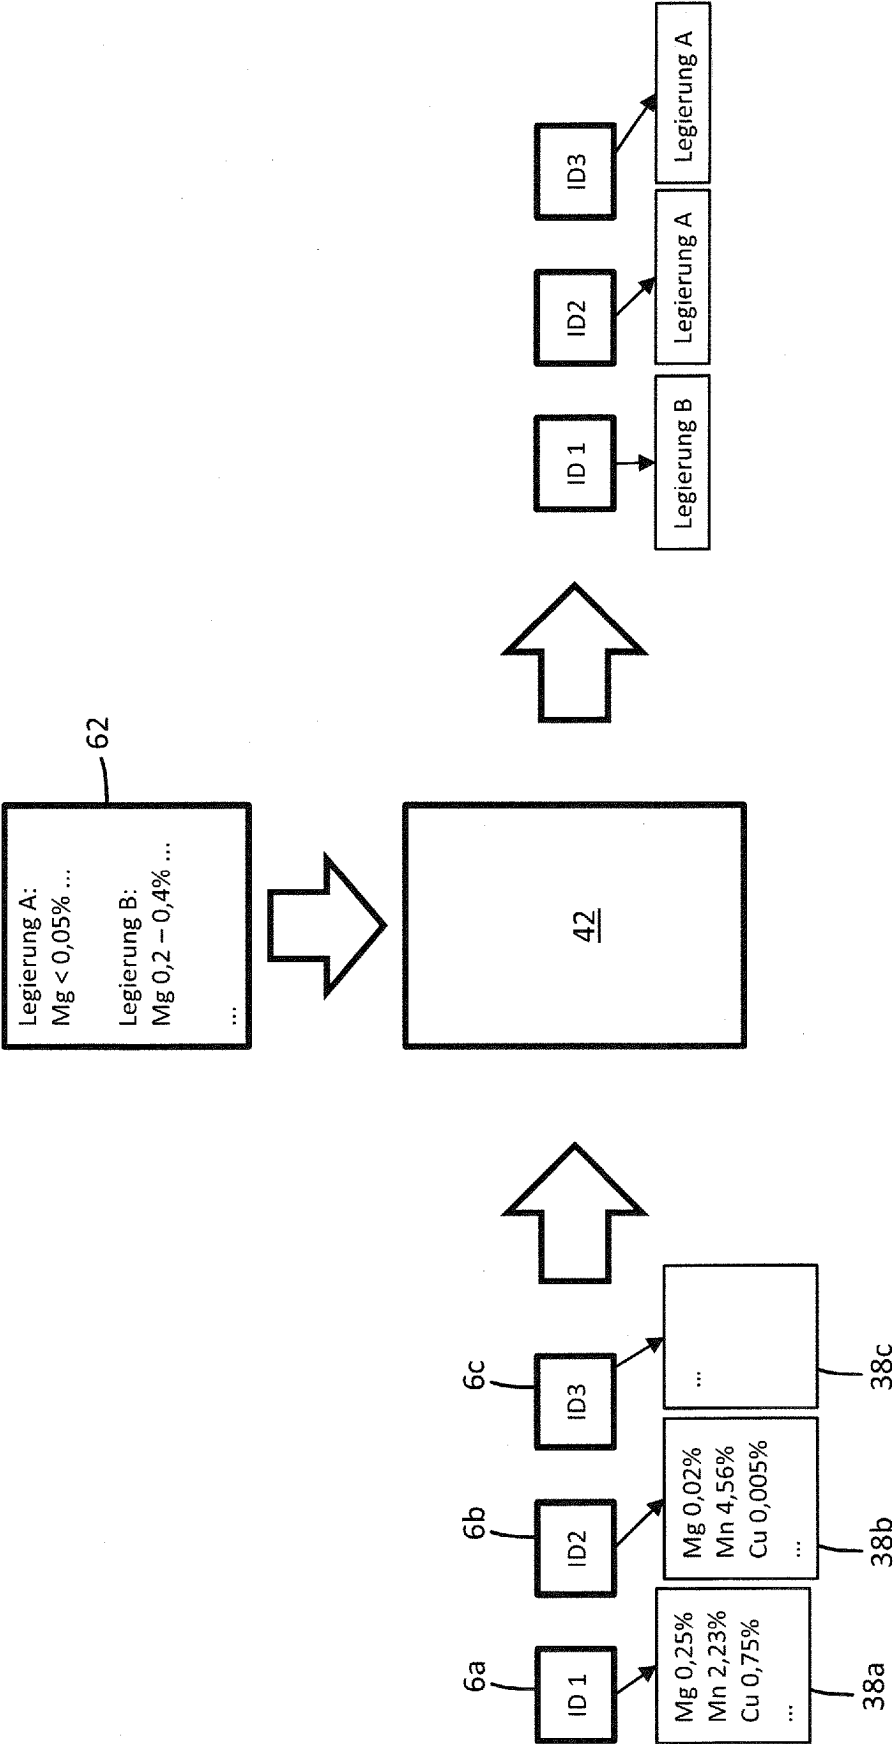 Legierung A:
Mg < 0,05% ...
Legierung B:
Mg 0,2 – 0,4% ...
...
62
42
6a
6b
6c
ID 1
ID2
ID3
Mg 0,25%
Mn 2,23%
Cu 0,75%
...
38a
Mg 0,02%
Mn 4,56%
Cu 0,005%
...
38b
...
38c
ID 1
ID2
ID3
Legierung B
Legierung A
Legierung A